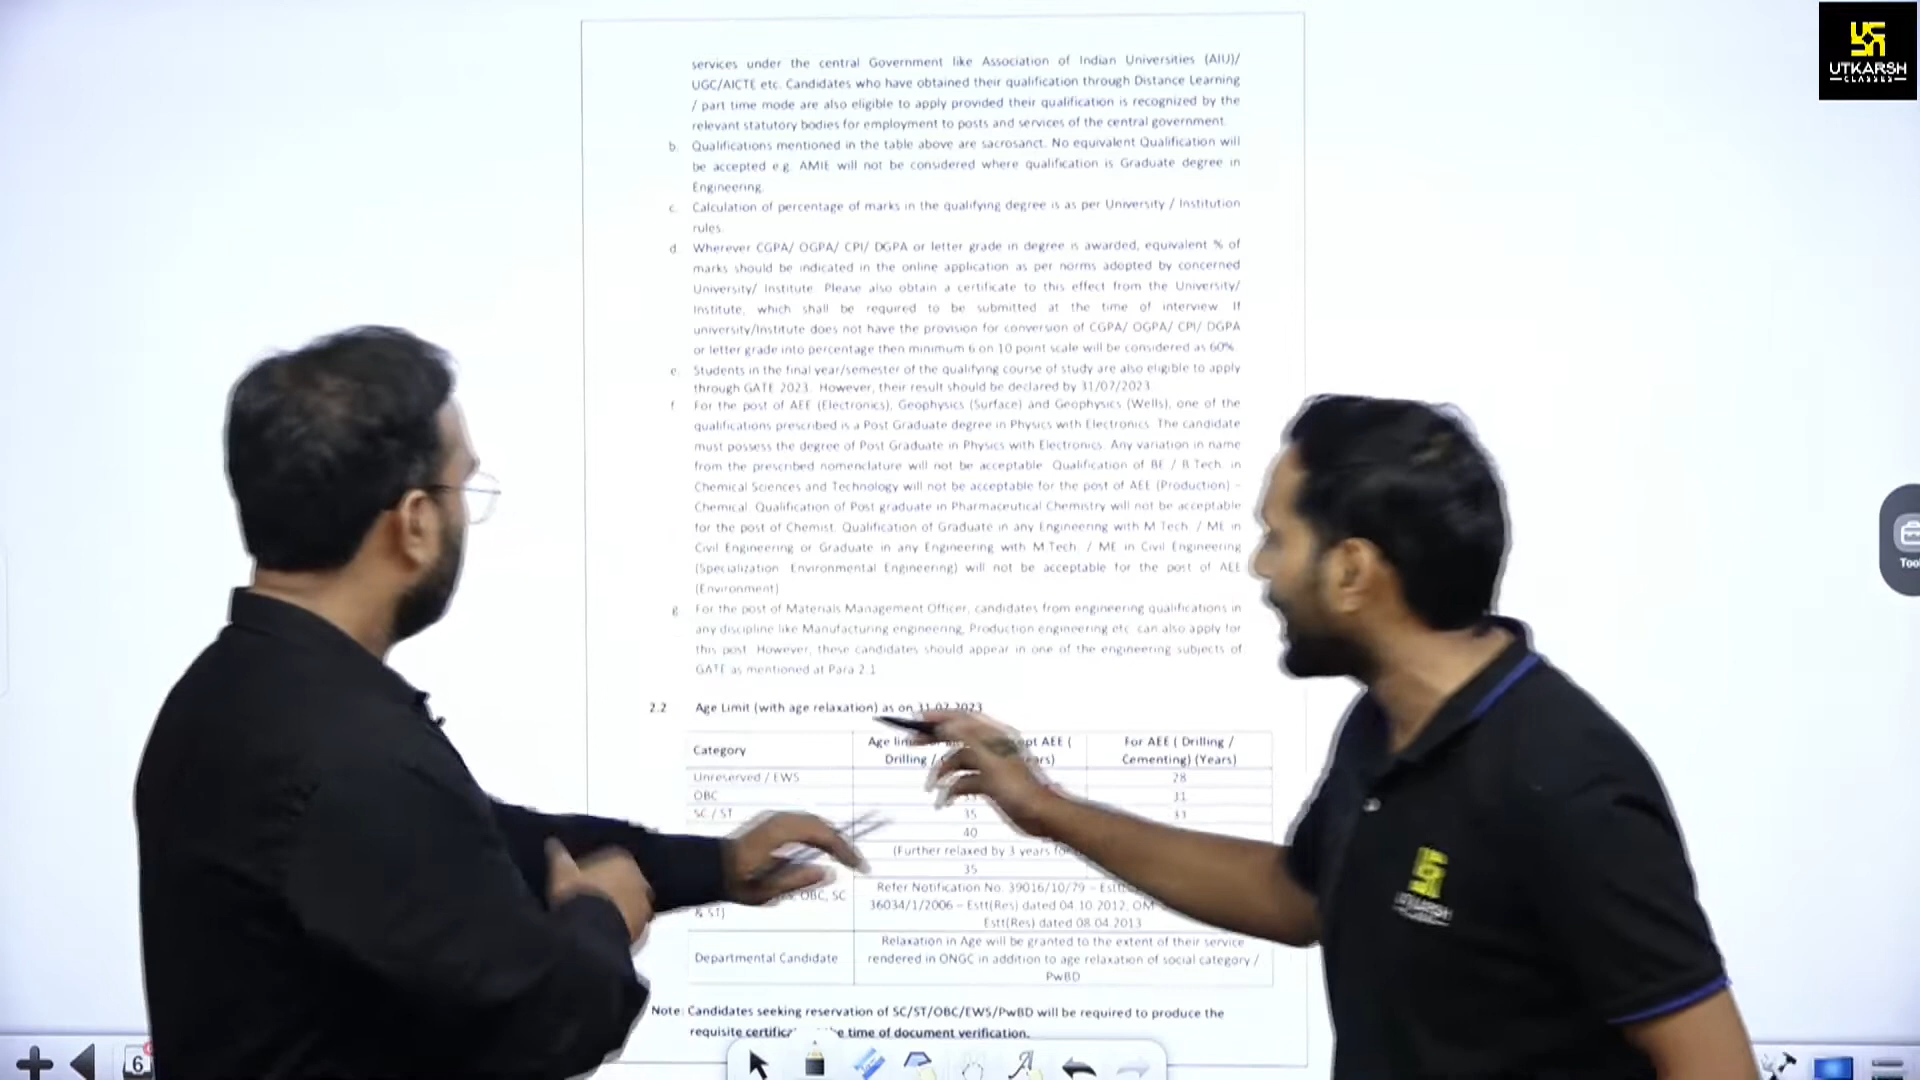 UTKARSH
CLASSES
services under the central Government like Association of Indian Universities (AIU)/
UGC/AICTE etc. Candidates who have obtained their qualification through Distance Learning
/ part time mode are also eligible to apply provided their qualification is recognized by the
relevant statutory bodies for employment to posts and services of the central government.
b. Qualifications mentioned in the table above are sacrosanct. No equivalent Qualification will
be accepted e.g. AMIE will not be considered where qualification is Graduate degree in
Engineering.
c. Calculation of percentage of marks in the qualifying degree is as per University / Institution
rules.
d. Wherever CGPA/ OGPA/ CPI/ DGPA or letter grade in degree is awarded, equivalent % of
marks should be indicated in the online application as per norms adopted by concerned
University/ Institute. Please also obtain a certificate to this effect from the University/
Institute, which shall be required to be submitted at the time of interview. If
university/Institute does not have the provision for conversion of CGPA/ OGPA/ CPI/ DGPA
or letter grade into percentage then minimum 6 on 10 point scale will be considered as 60%.
e. Students in the final year/semester of the qualifying course of study are also eligible to apply
through GATE 2023. However, their result should be declared by 31/07/2023.
f. For the post of AEE (Electronics), Geophysics (Surface) and Geophysics (Wells), one of the
qualifications prescribed is a Post Graduate degree in Physics with Electronics. The candidate
must possess the degree of Post Graduate in Physics with Electronics. Any variation in name
from the prescribed nomenclature will not be acceptable. Qualification of BE / B.Tech. in
Chemical Sciences and Technology will not be acceptable for the post of AEE (Production) –
Chemical. Qualification of Post graduate in Pharmaceutical Chemistry will not be acceptable
for the post of Chemist. Qualification of Graduate in any Engineering with M.Tech. / ME in
Civil Engineering or Graduate in any Engineering with M.Tech. / ME in Civil Engineering
(Specialization: Environmental Engineering) will not be acceptable for the post of AEE
(Environment)
g. For the post of Materials Management Officer, candidates from engineering qualifications in
any discipline like Manufacturing engineering, Production engineering etc. can also apply for
this post. However, these candidates should appear in one of the engineering subjects of
GATE as mentioned at Para 2.1
2.2 Age Limit (with age relaxation) as on 31.07.2023
Category Age AEE ( For AEE ( Drilling /
Drilling / Cementing) (Years)
Unreserved / EWS 28
OBC 31
SC / ST 35 33
40
(Further relaxed by 3 years
35
OBC, SC Refer Notification No. 39016/10/79 –
& ST) 36034/1/2006 – Estt(Res) dated 04.10.2012, OM
Estt(Res) dated 08.04.2013
Relaxation in Age will be granted to the extent of their service
Departmental Candidate rendered in ONGC in addition to age relaxation of social category /
PwBD
Note: Candidates seeking reservation of SC/ST/OBC/EWS/PwBD will be required to produce the
requisite time of document verification.
6
UTKARSH